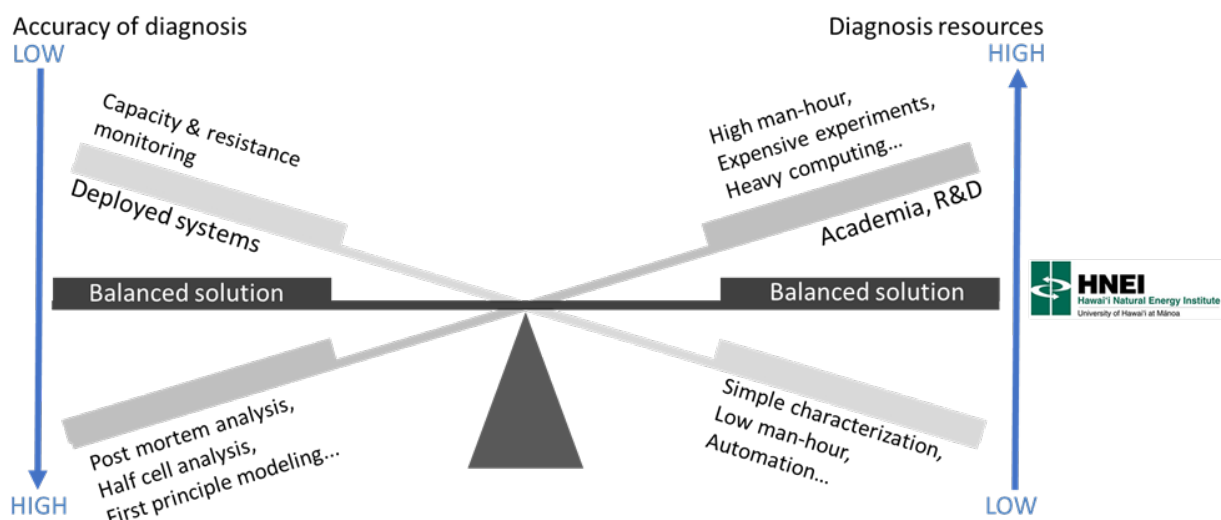 Accuracy of diagnosis
LOW
Diagnosis resources
HIGH
Capacity & resistance
monitoring
Deployed systems
High man-hour,
Expensive experiments,
Heavy computing...
Academia, R&D
Balanced solution
Balanced solution
HNEI
Hawai'i Natural Energy Institute
University of Hawai'i at Mānoa
Post mortem analysis,
Half cell analysis,
First principle modeling...
HIGH
Simple characterization,
Low man-hour,
Automation...
LOW